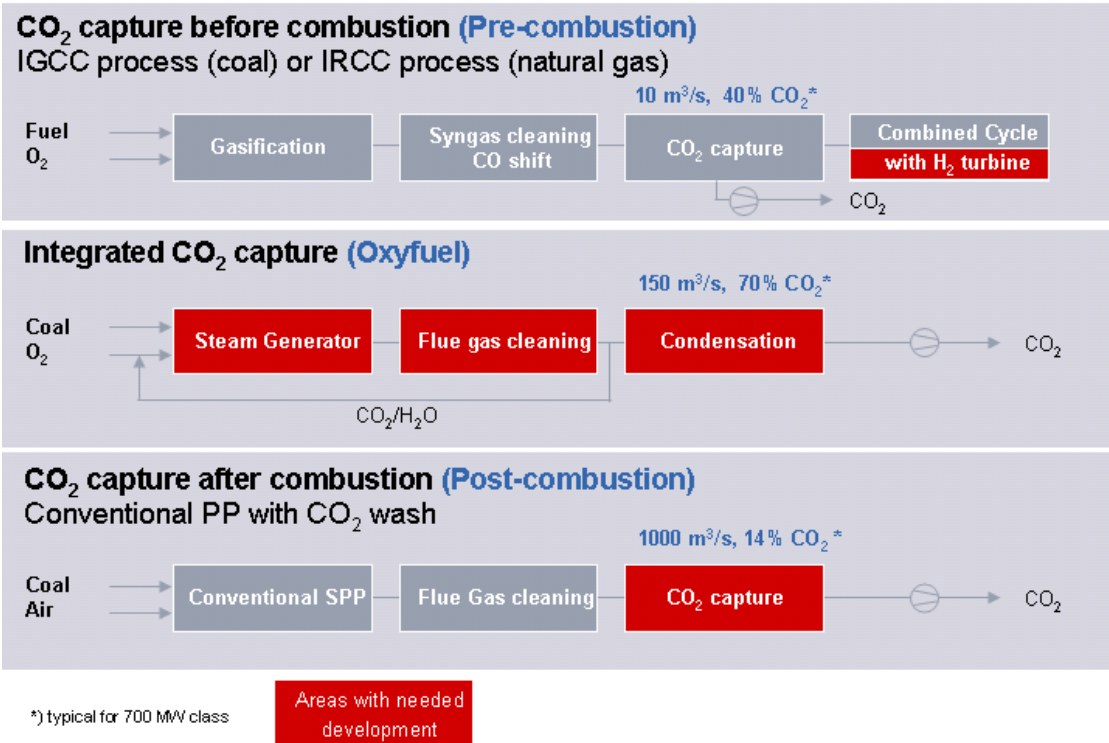 CO₂ capture before combustion (Pre-combustion)
IGCC process (coal) or IRCC process (natural gas)
10 m³/s, 40% CO₂*
Fuel
O₂
Gasification
Syngas cleaning
CO shift
CO₂ capture
Combined Cycle
with H₂ turbine
CO₂
Integrated CO₂ capture (Oxyfuel)
150 m³/s, 70% CO₂*
Coal
O₂
Steam Generator
Flue gas cleaning
Condensation
CO₂
CO₂/H₂O
CO₂ capture after combustion (Post-combustion)
Conventional PP with CO₂ wash
1000 m³/s, 14% CO₂ *
Coal
Air
Conventional SPP
Flue Gas cleaning
CO₂ capture
CO₂
*) typical for 700 MW class
Areas with needed
development